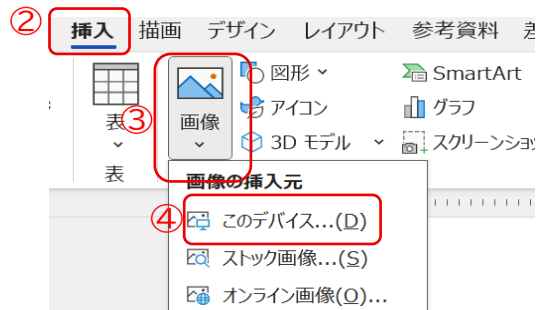 ② 挿入 描画 デザイン レイアウト 参考資料
図形 SmartArt
③ 表 画像 アイコン グラフ
3D モデル スクリーンショ
表
画像の挿入元
④ このデバイス...(D)
ストック画像...(S)
オンライン画像(O)...